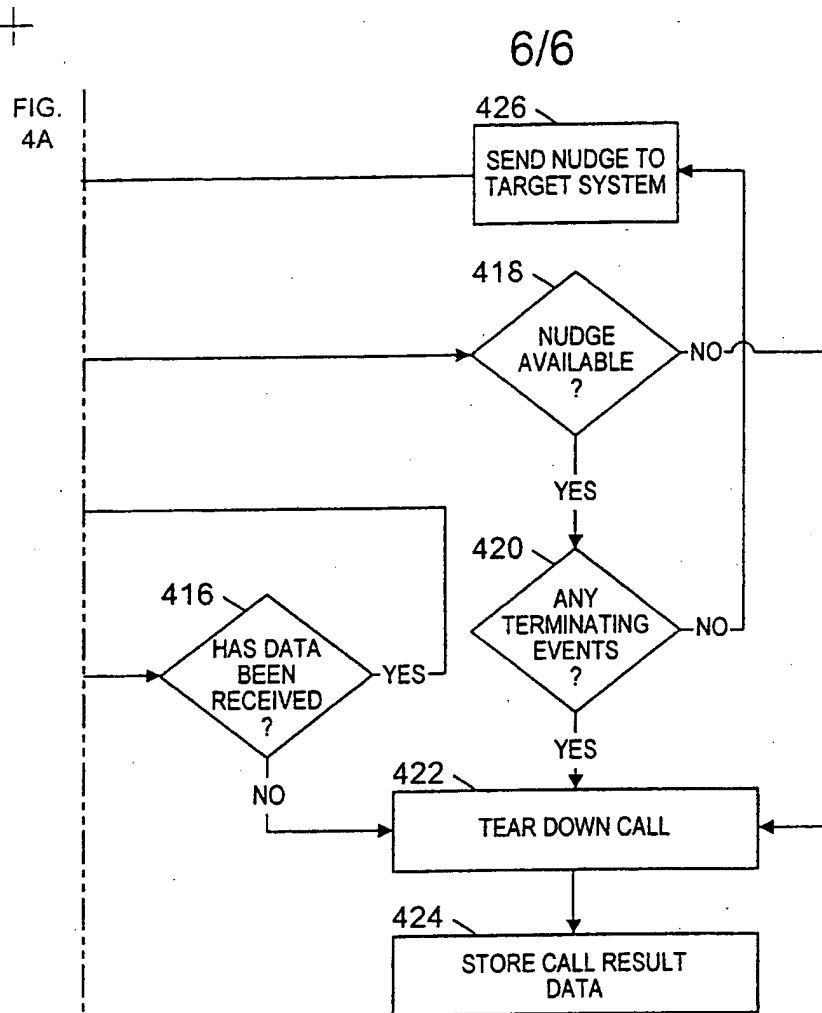 6/6
FIG.
4A
426
SEND NUDGE TO
TARGET SYSTEM
418
NUDGE
AVAILABLE
?
NO
YES
420
ANY
TERMINATING
EVENTS
?
NO
416
HAS DATA
BEEN
RECEIVED
?
YES
YES
NO
422
TEAR DOWN CALL
424
STORE CALL RESULT
DATA